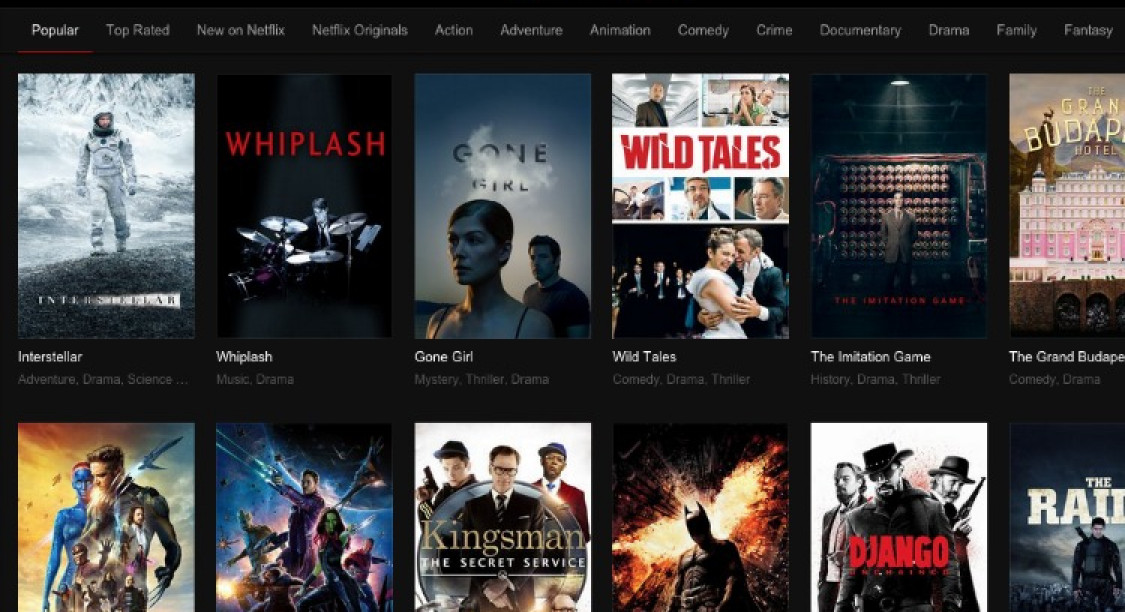 Popular Top Rated New on Netflix Netflix Originals Action Adventure Animation Comedy Crime Documentary Drama Family Fantasy
INTERSTELLAR
WHIPLASH
GONE
GIRL
WILD TALES
THE IMITATION GAME
THE
GRAN
BUDAPA
HOTEL
Interstellar
Adventure, Drama, Science ...
Whiplash
Music, Drama
Gone Girl
Mystery, Thriller, Drama
Wild Tales
Comedy, Drama, Thriller
The Imitation Game
History, Drama, Thriller
The Grand Budape
Comedy, Drama
Kingsman
THE SECRET SERVICE
DJANGO
UNCHAINED
THE
RAID